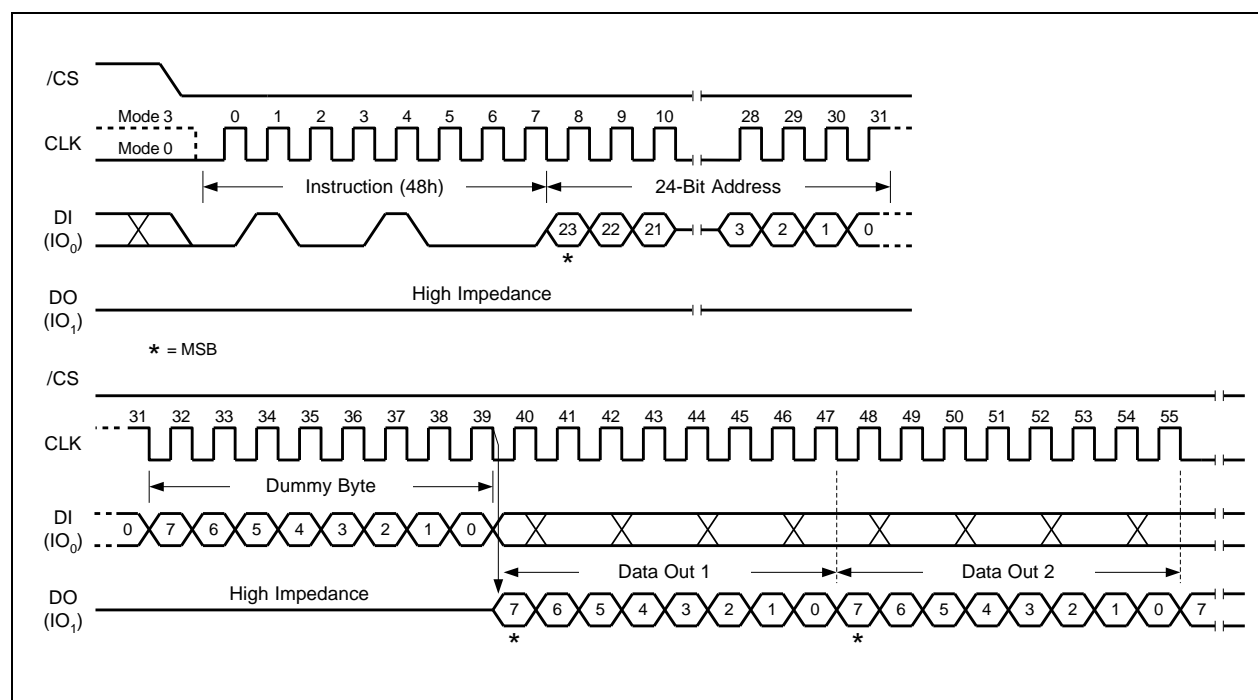 /CS
Mode 3 0 1 2 3 4 5 6 7 8 9 10 28 29 30 31
CLK
Mode 0
Instruction (48h) 24-Bit Address
DI
(IO0) 23 22 21 3 2 1 0
*
High Impedance
DO
(IO1)
* = MSB
/CS
31 32 33 34 35 36 37 38 39 40 41 42 43 44 45 46 47 48 49 50 51 52 53 54 55
CLK
Dummy Byte
DI
(IO0) 0 7 6 5 4 3 2 1 0
Data Out 1 Data Out 2
High Impedance
DO
(IO1) 7 6 5 4 3 2 1 0 7 6 5 4 3 2 1 0 7
* *